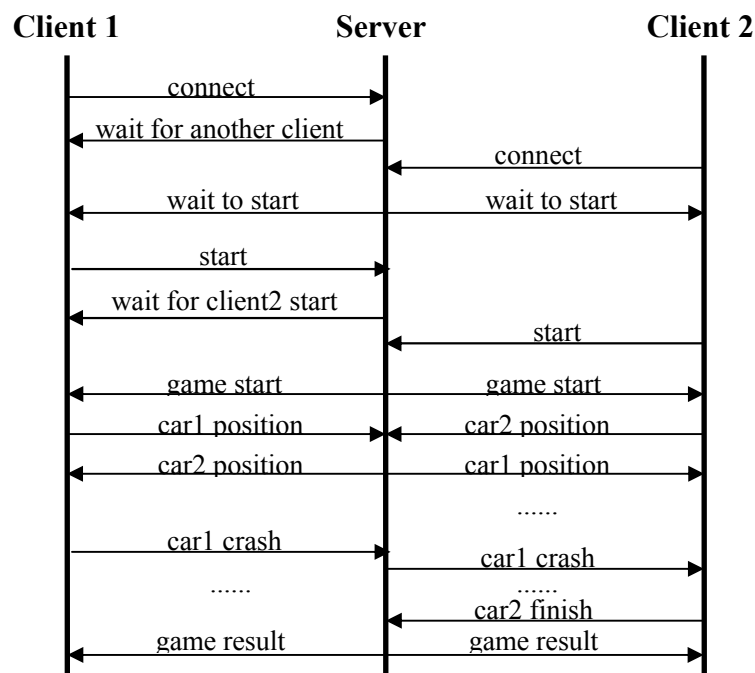 Client 1 Server Client 2
connect
wait for another client
connect
wait to start wait to start
start
wait for client2 start
start
game start game start
car1 position car2 position
car2 position car1 position
......
car1 crash
car1 crash
...... ......
car2 finish
game result game result